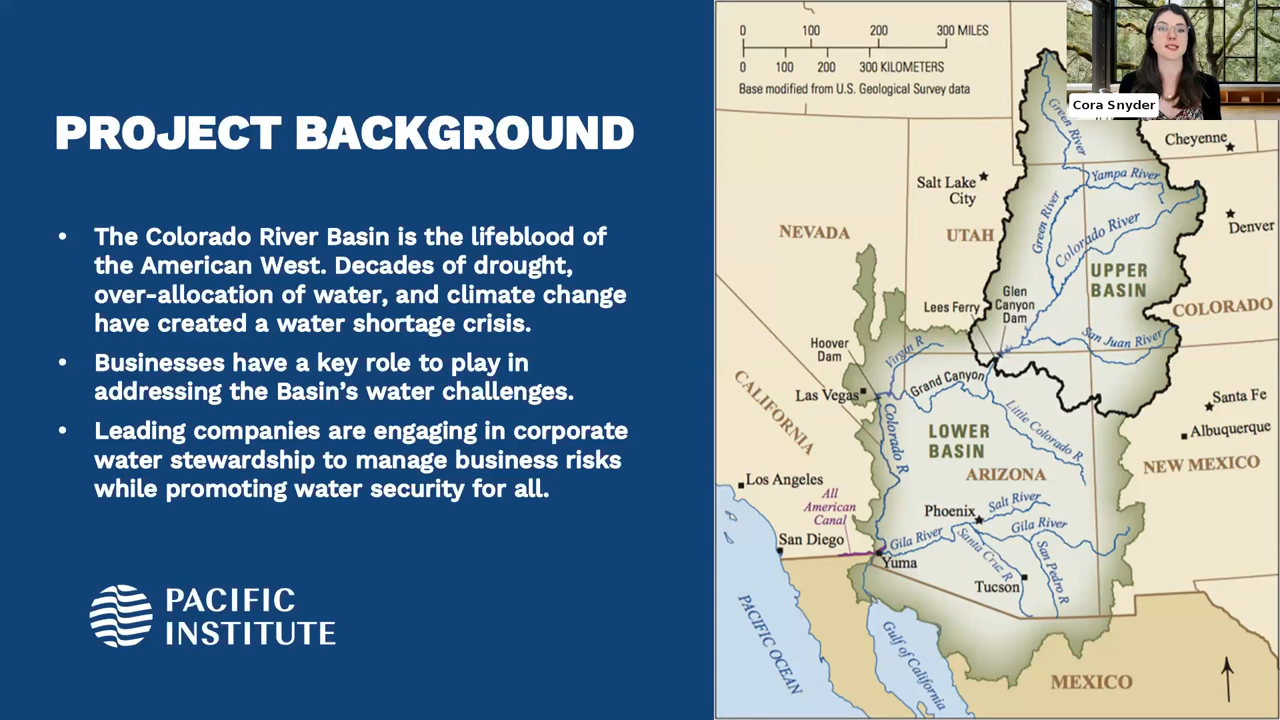 PROJECT BACKGROUND
• The Colorado River Basin is the lifeblood of
the American West. Decades of drought,
over-allocation of water, and climate change
have created a water shortage crisis.
• Businesses have a key role to play in
addressing the Basin's water challenges.
• Leading companies are engaging in corporate
water stewardship to manage business risks
while promoting water security for all.
PACIFIC
INSTITUTE
0 100 200 300 MILES
0 100 200 300 KILOMETERS
Base modified from U.S. Geological Survey data
Cora Snyder
Green River
Cheyenne
Yampa River
Salt Lake
City
Green River
Colorado River
Denver
NEVADA
UTAH
UPPER
BASIN
COLORADO
Glen
Canyon
Dam
Lees Ferry
San Juan River
Hoover
Dam
Virgin R
Grand Canyon
Las Vegas
Santa Fe
CALIFORNIA
Colorado R
Little Colorado R.
Albuquerque
LOWER
BASIN
NEW MEXICO
ARIZONA
Los Angeles
All
American
Canal
Salt River
Phoenix
Gila River
San Diego
Gila River
Santa Cruz R
San Pedro R
Yuma
Tucson
PACIFIC OCEAN
Gulf of California
MEXICO